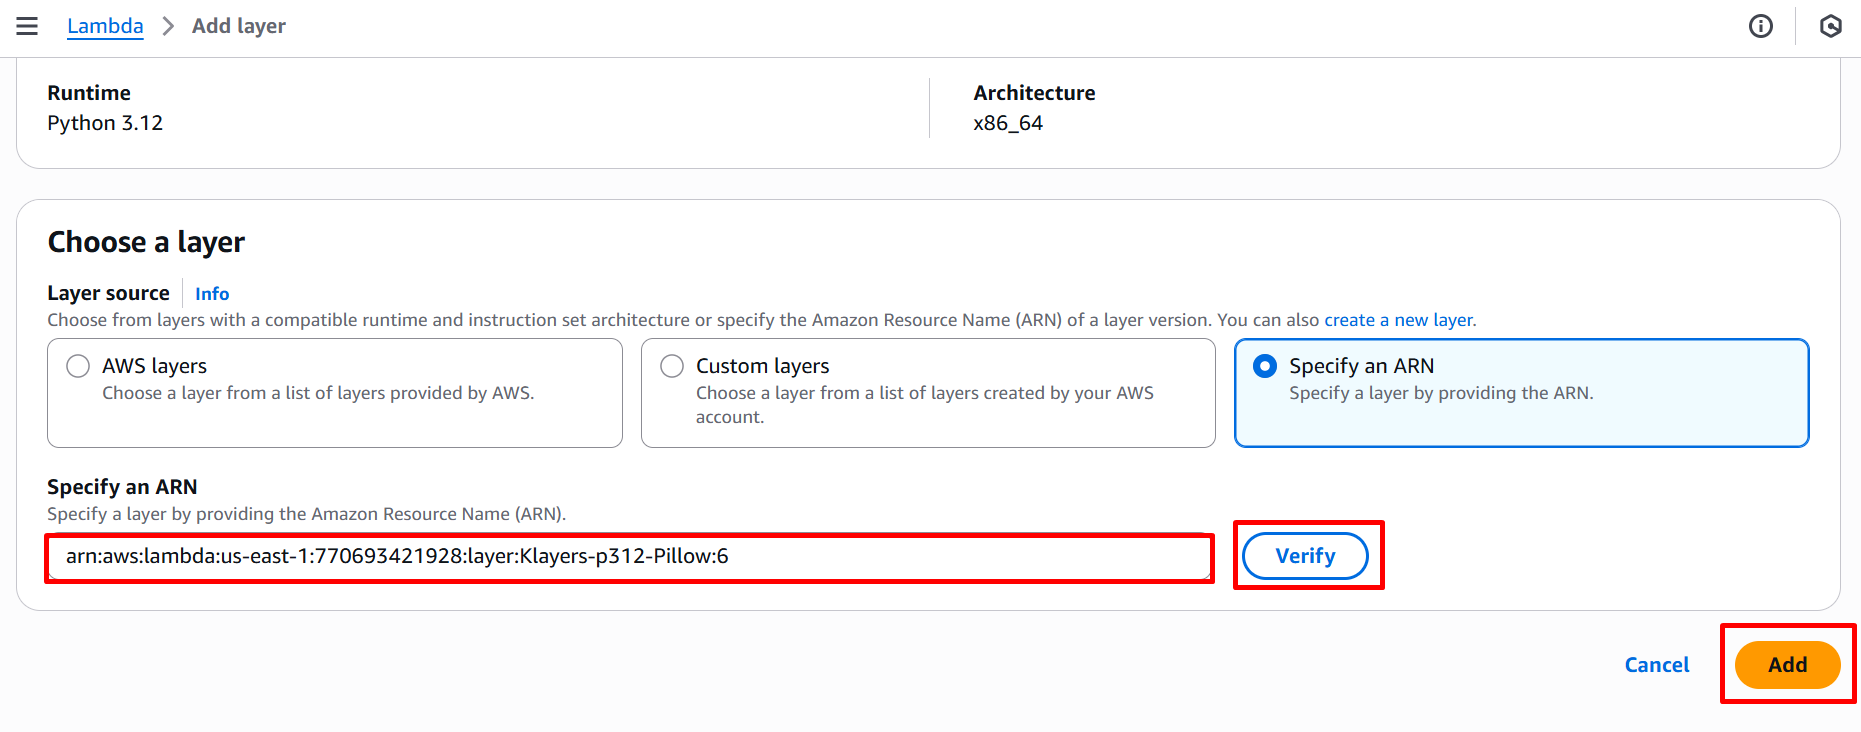 Lambda > Add layer
Runtime
Python 3.12
Architecture
x86_64
Choose a layer
Layer source Info
Choose from layers with a compatible runtime and instruction set architecture or specify the Amazon Resource Name (ARN) of a layer version. You can also create a new layer.
AWS layers
Choose a layer from a list of layers provided by AWS.
Custom layers
Choose a layer from a list of layers created by your AWS
account.
Specify an ARN
Specify a layer by providing the ARN.
Specify an ARN
Specify a layer by providing the Amazon Resource Name (ARN).
arn:aws:lambda:us-east-1:770693421928:layer:Klayers-p312-Pillow:6
Verify
Cancel
Add